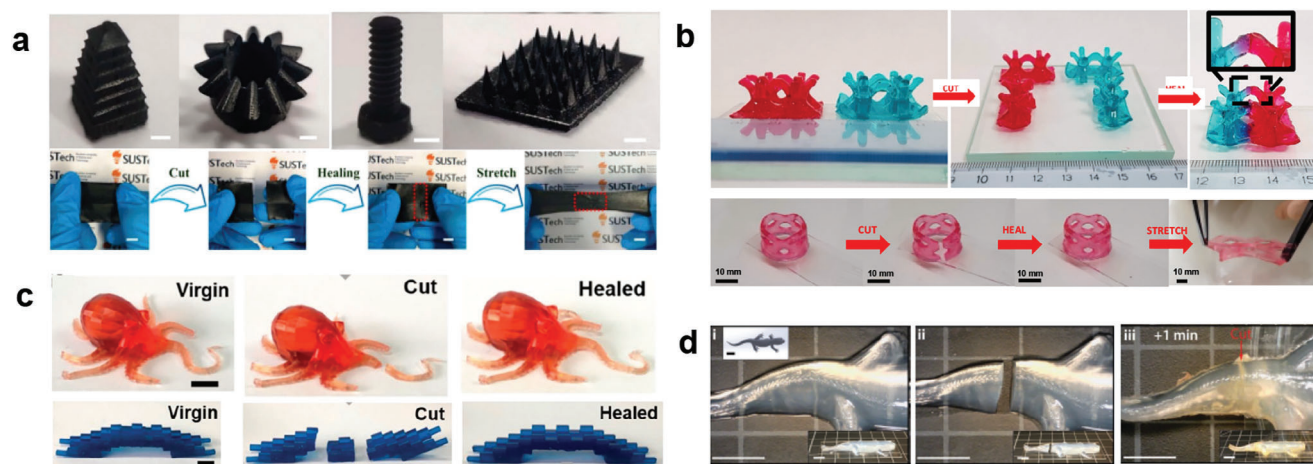 a
SUSTech
SUSTech
Cut
Healing
Stretch
b
CUT
10 11 12 13 14 15 16 17
12 13 14 15
CUT
HEAL
STRETCH
10 mm
10 mm
10 mm
10 mm
c
Virgin
Cut
Healed
Virgin
Cut
Healed
d
i
ii
iii +1 min